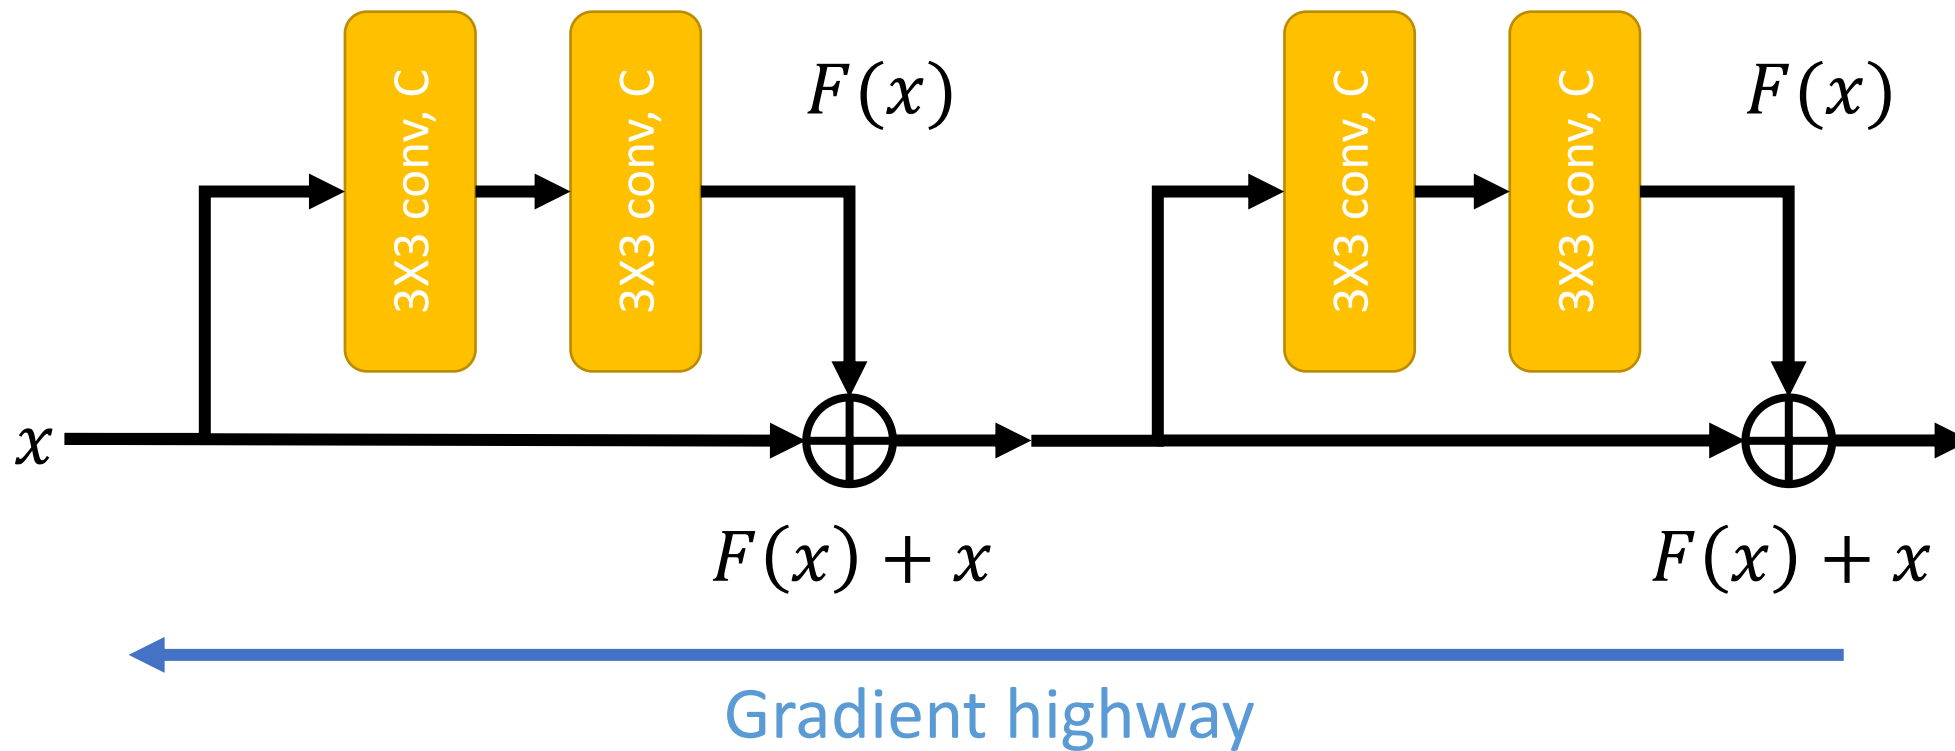 3X3 conv, C
3X3 conv, C
F(x)
3X3 conv, C
3X3 conv, C
F(x)
x
F(x) + x
F(x) + x
Gradient highway